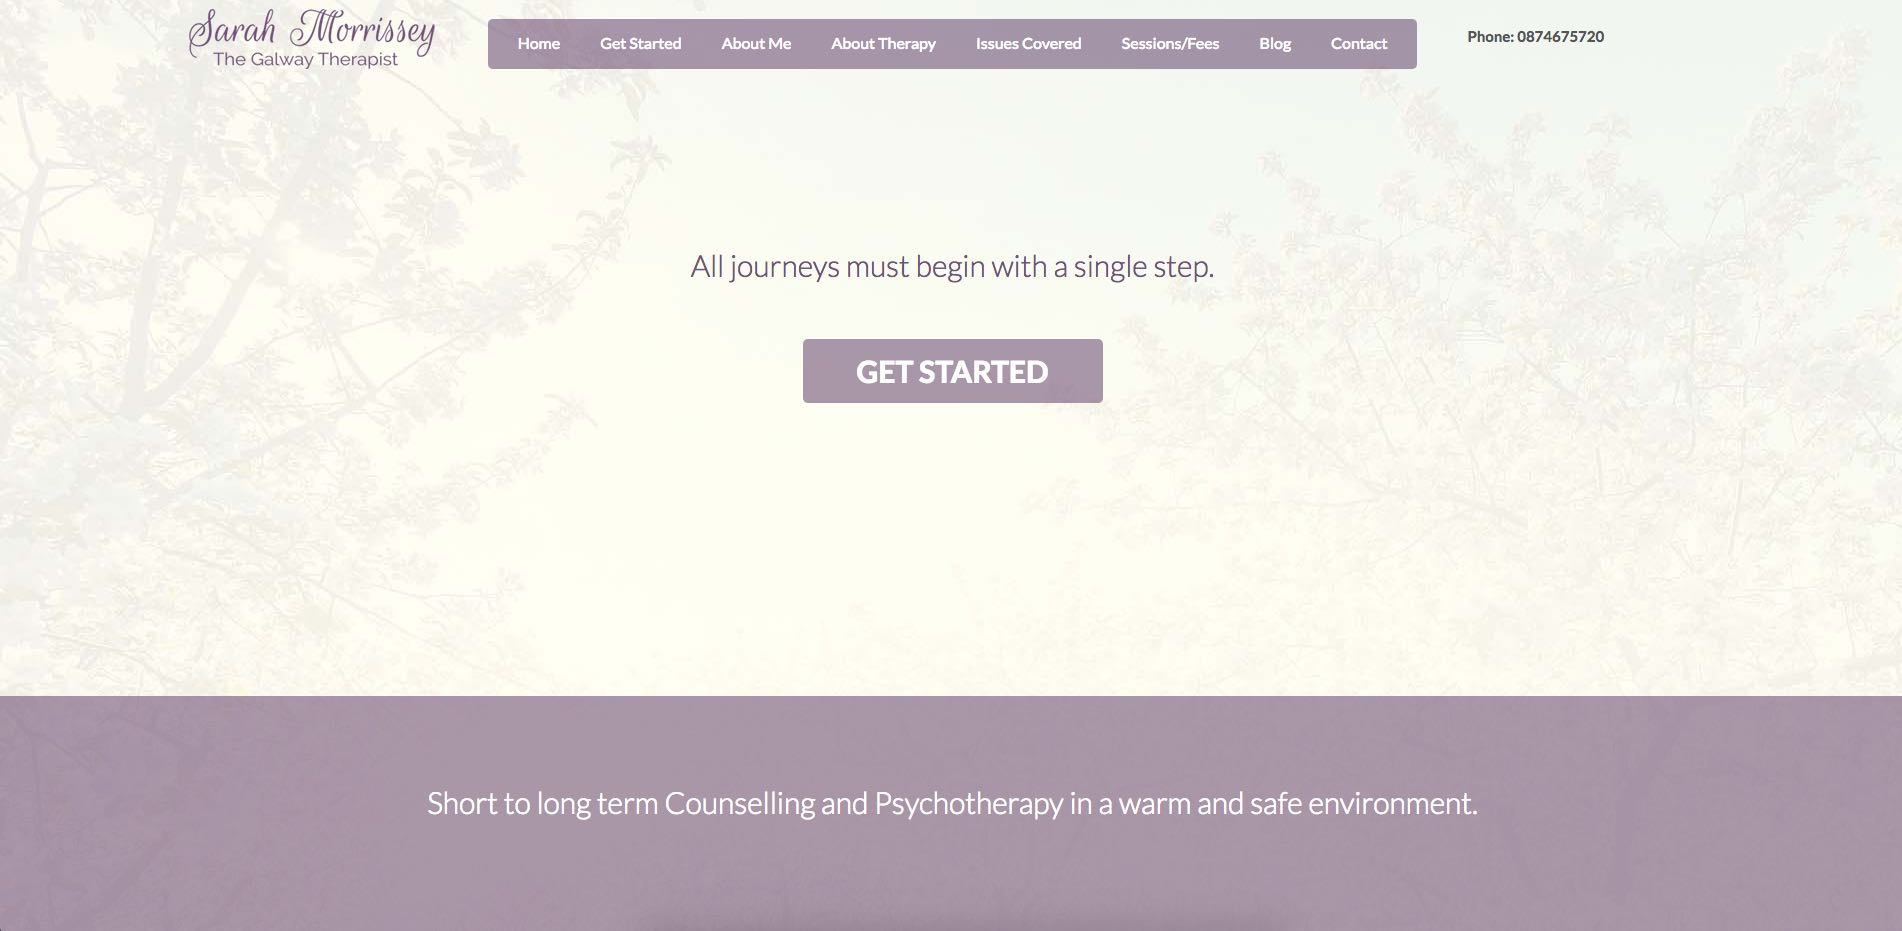 Sarah Morrissey
The Galway Therapist
Home Get Started About Me About Therapy Issues Covered Sessions/Fees Blog Contact
Phone: 0874675720
All journeys must begin with a single step.
GET STARTED
Short to long term Counselling and Psychotherapy in a warm and safe environment.